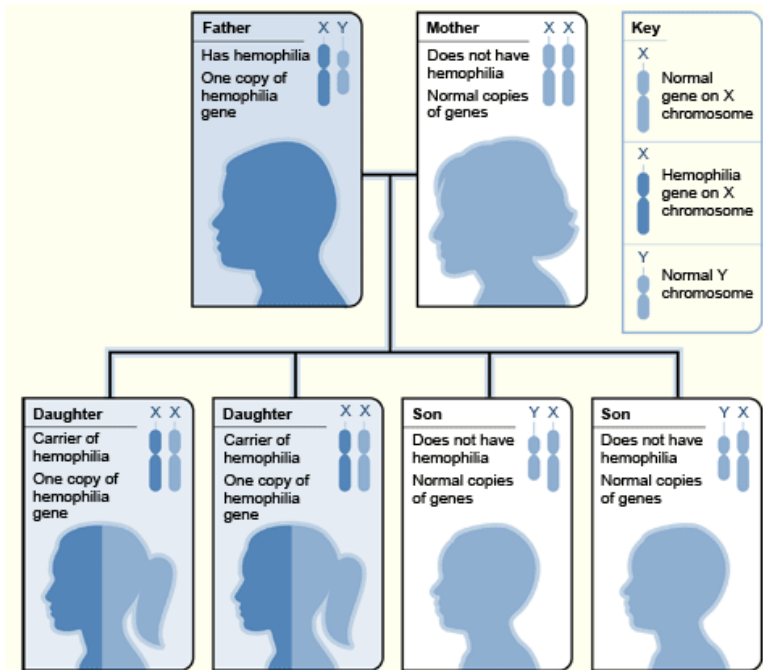 Father X Y
Has hemophilia
One copy of
hemophilia
gene
Mother X X
Does not have
hemophilia
Normal copies
of genes
Key
X
Normal
gene on X
chromosome
X
Hemophilia
gene on X
chromosome
Y
Normal Y
chromosome
Daughter X X
Carrier of
hemophilia
One copy of
hemophilia
gene
Daughter X X
Carrier of
hemophilia
One copy of
hemophilia
gene
Son Y X
Does not have
hemophilia
Normal copies
of genes
Son Y X
Does not have
hemophilia
Normal copies
of genes